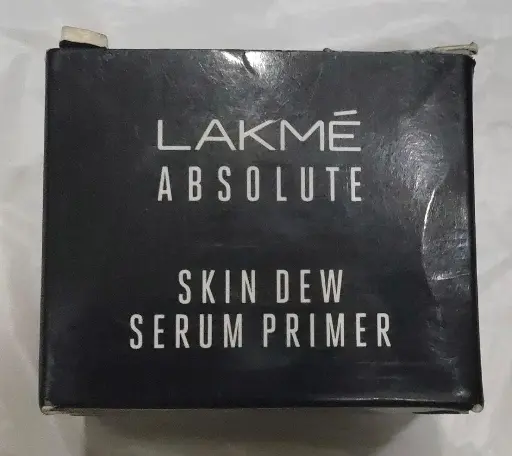 LAKMÉ
ABSOLUTE
SKIN DEW
SERUM PRIMER